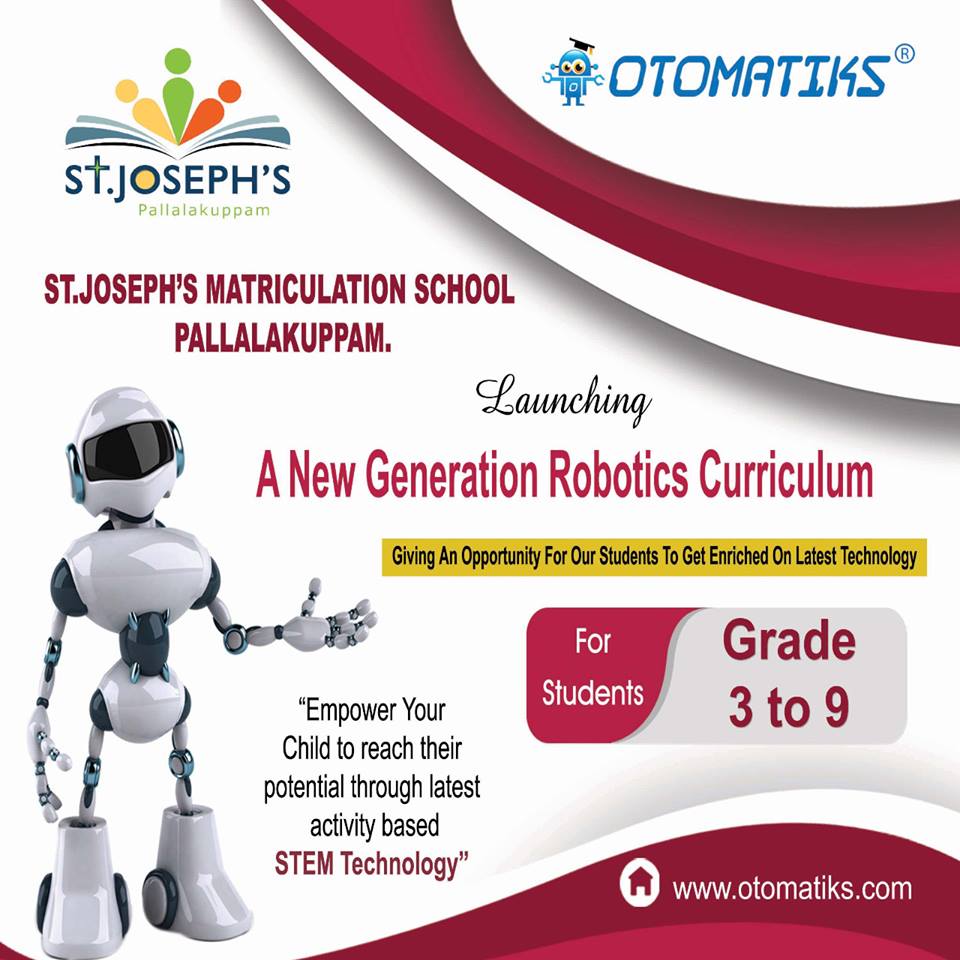 ST.JOSEPH'S
Pallalakuppam
OTOMATIKS®
ST.JOSEPH'S MATRICULATION SCHOOL
PALLALAKUPPAM.
Launching
A New Generation Robotics Curriculum
Giving An Opportunity For Our Students To Get Enriched On Latest Technology
For
Students
Grade
3 to 9
“Empower Your
Child to reach their
potential through latest
activity based
STEM Technology”
www.otomatiks.com